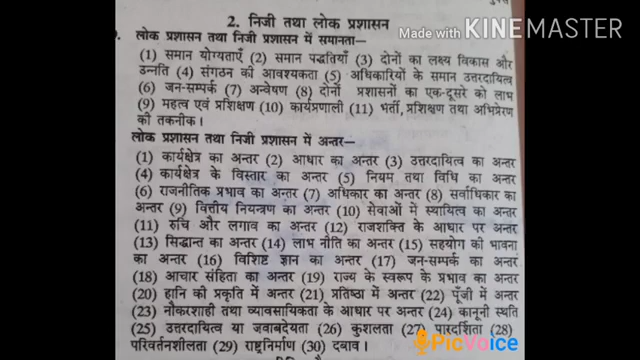 2. निजी तथा लोक प्रशासन
Made with KINEMASTER
लोक प्रशासन तथा निजी प्रशासन में समानता—
(1) समान योग्यताएँ (2) समान पद्धतियाँ (3) दोनों का लक्ष्य विकास और
उन्नति (4) संगठन की आवश्यकता (5) अधिकारियों के समान उत्तरदायित्व
(6) जन-सम्पर्क (7) अन्वेषण (8) दोनों प्रशासनों का एक-दूसरे को लाभ
(9) महत्व एवं प्रशिक्षण (10) कार्यप्रणाली (11) भर्ती, प्रशिक्षण तथा अभिप्रेरण
की तकनीक।
लोक प्रशासन तथा निजी प्रशासन में अन्तर—
(1) कार्यक्षेत्र का अन्तर (2) आधार का अन्तर (3) उत्तरदायित्व का अन्तर
(4) कार्यक्षेत्र के विस्तार का अन्तर (5) नियम तथा विधि का अन्तर
(6) राजनीतिक प्रभाव का अन्तर (7) अधिकार का अन्तर (8) सर्वाधिकार का
अन्तर (9) वित्तीय नियन्त्रण का अन्तर (10) सेवाओं में स्थायित्व का अन्तर
(11) रुचि और लगाव का अन्तर (12) राजशक्ति के आधार पर अन्तर
(13) सिद्धान्त का अन्तर (14) लाभ नीति का अन्तर (15) सहयोग की भावना
का अन्तर (16) विशिष्ट ज्ञान का अन्तर (17) जन-सम्पर्क का अन्तर
(18) आचार संहिता का अन्तर (19) राज्य के स्वरूप के प्रभाव का अन्तर
(20) हानि की प्रकृति में अन्तर (21) प्रतिष्ठा में अन्तर (22) पूँजी में अन्तर
(23) नौकरशाही तथा व्यावसायिकता के आधार पर अन्तर (24) कानूनी स्थति
(25) उत्तरदायित्व या जवाबदेयता (26) कुशलता (27) पारदर्शिता (28)
परिवर्तनशीलता (29) राष्ट्रनिर्माण (30) दबाव।
PicVoice